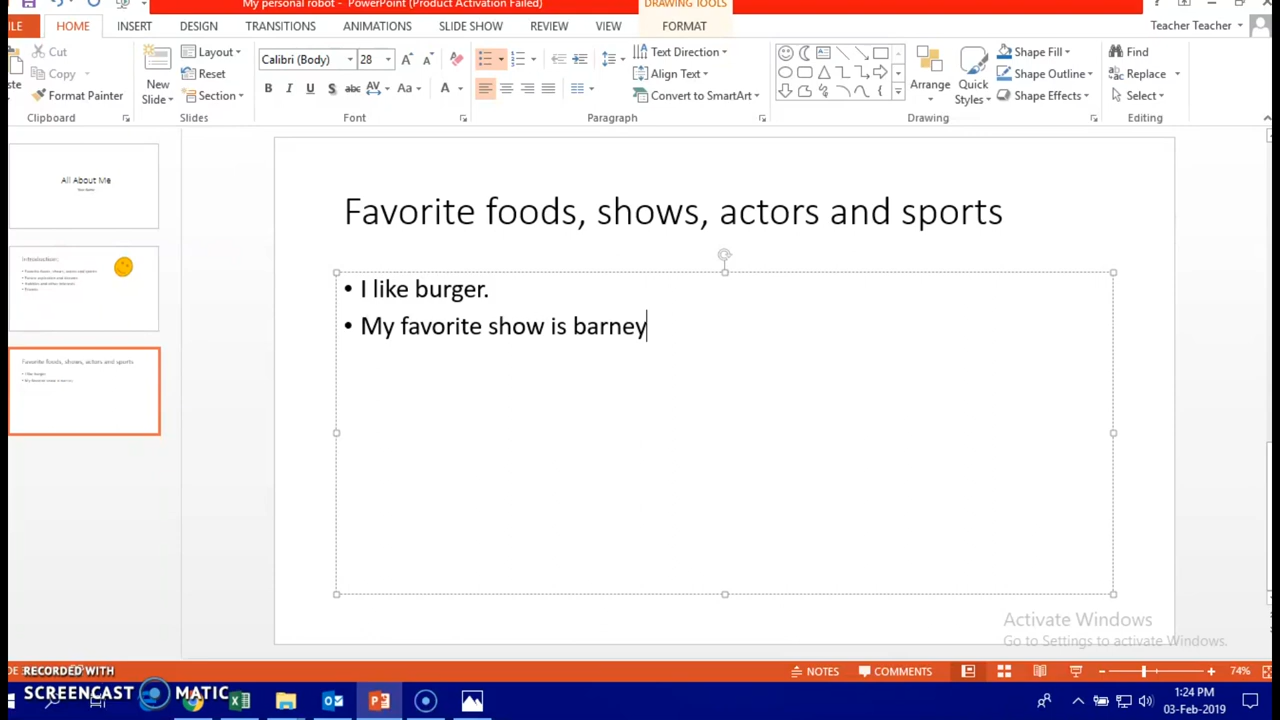 My personal robot - PowerPoint (Product Activation Failed)
DRAWING TOOLS
HOME INSERT DESIGN TRANSITIONS ANIMATIONS SLIDE SHOW REVIEW VIEW FORMAT
Teacher Teacher
Cut
Copy
Format Painter
Clipboard
New Slide
Layout
Reset
Section
Slides
Calibri (Body) 28
B I U S abc AV Aa A
Font
Text Direction
Align Text
Convert to SmartArt
Paragraph
Arrange
Quick Styles
Shape Fill
Shape Outline
Shape Effects
Drawing
Find
Replace
Select
Editing
All About Me
Introduction:
Favorite foods, shows, actors and sports
I like burger.
Favorite foods, shows, actors and sports
• I like burger.
• My favorite show is barney
Activate Windows
Go to Settings to activate Windows.
NOTES COMMENTS 74%
RECORDED WITH
SCREENCAST MATIC
1:24 PM
03-Feb-2019